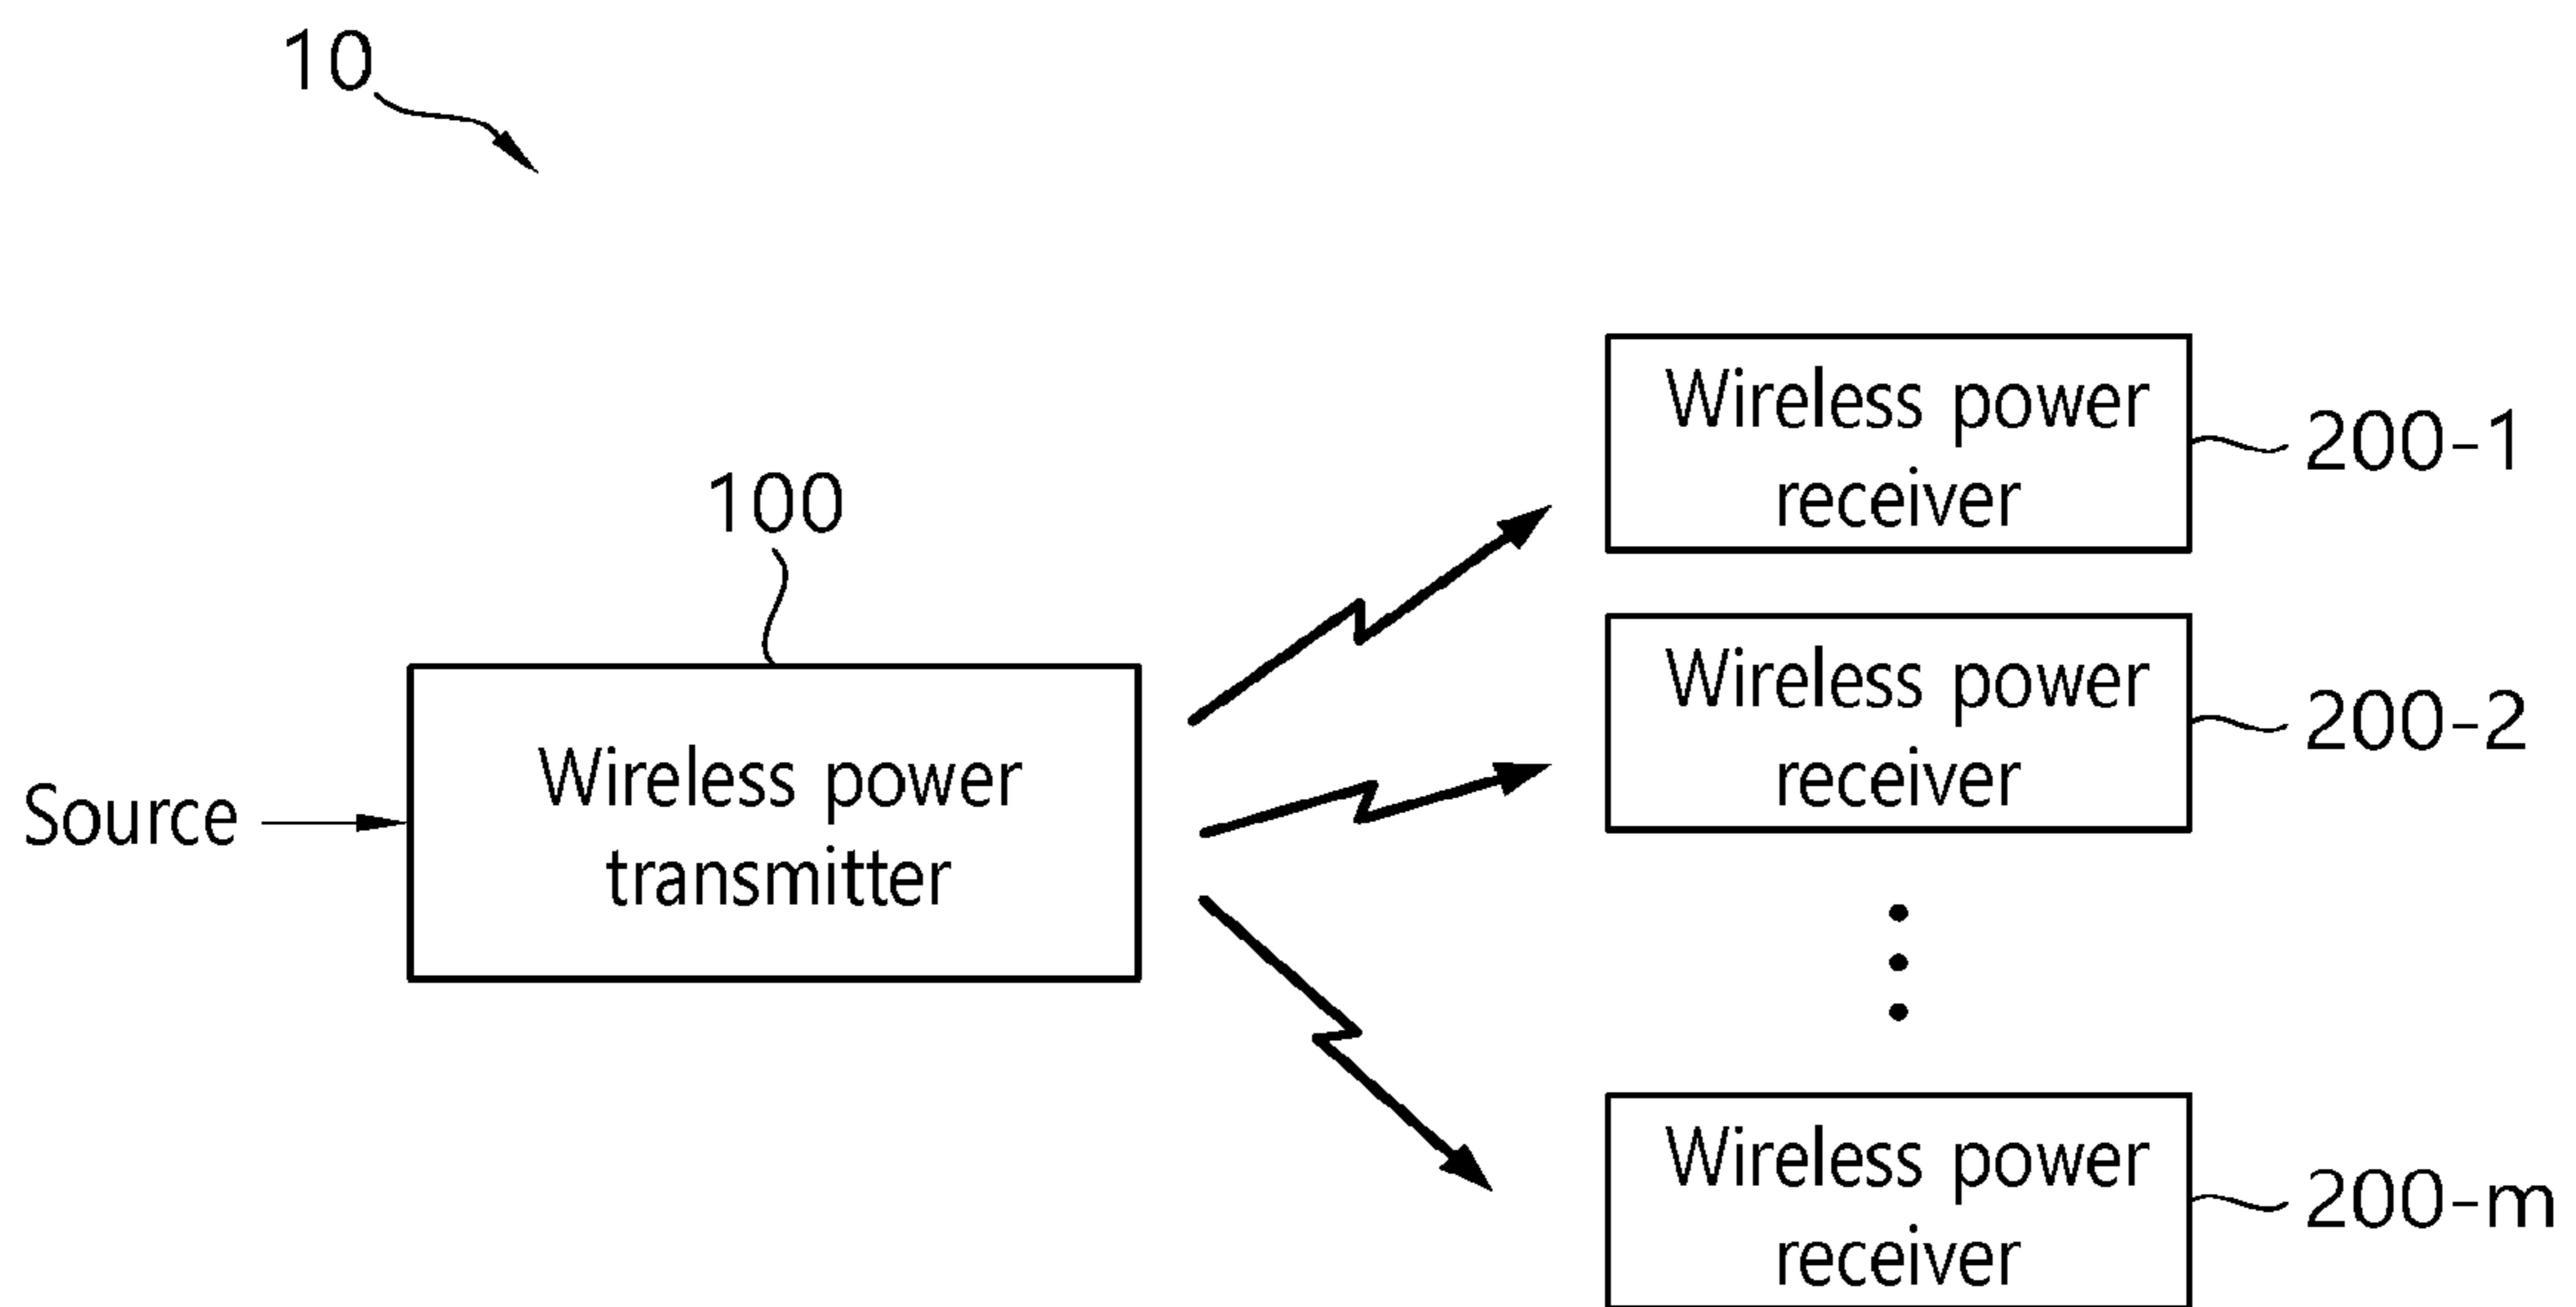 10
Wireless power
receiver
200-1
100
Wireless power
receiver
200-2
Source
Wireless power
transmitter
Wireless power
receiver
200-m